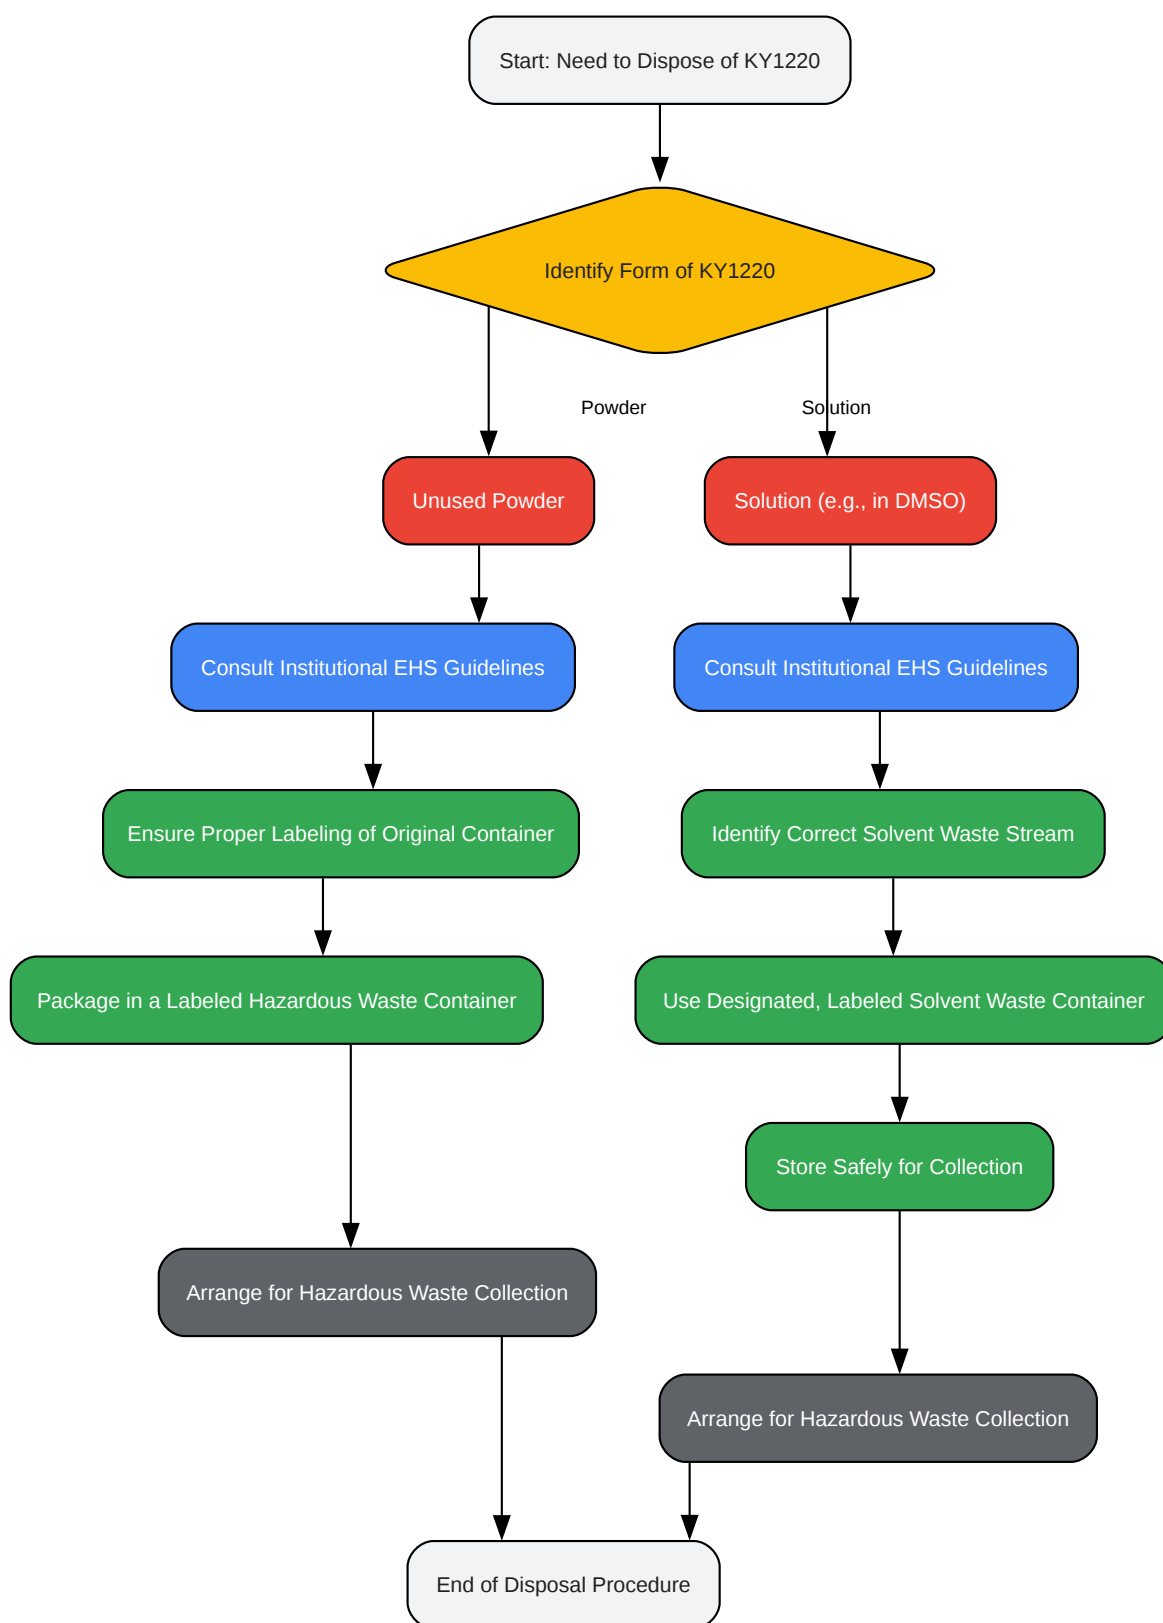 Start: Need to Dispose of KY1220
Identify Form of KY1220
Powder
Solution
Unused Powder
Solution (e.g., in DMSO)
Consult Institutional EHS Guidelines
Consult Institutional EHS Guidelines
Ensure Proper Labeling of Original Container
Identify Correct Solvent Waste Stream
Package in a Labeled Hazardous Waste Container
Use Designated, Labeled Solvent Waste Container
Store Safely for Collection
Arrange for Hazardous Waste Collection
Arrange for Hazardous Waste Collection
End of Disposal Procedure